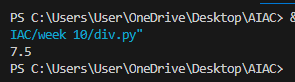 PS C:\Users\User\OneDrive\Desktop\AIAC> &
IAC/week 10/div.py"
7.5
PS C:\Users\User\OneDrive\Desktop\AIAC>